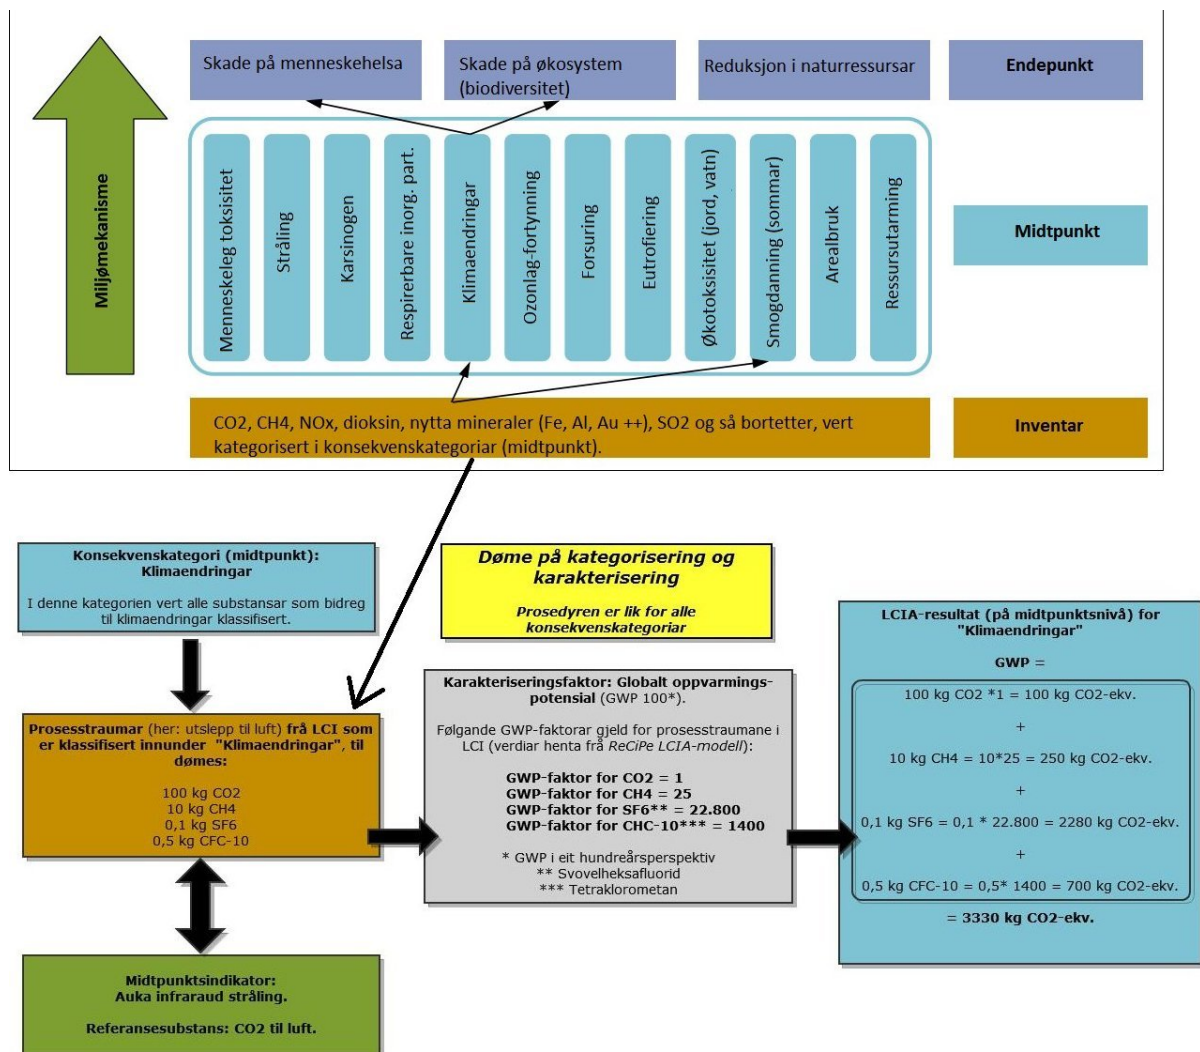 Miljømekanisme
Skade på menneskehelsa
Skade på økosystem
(biodiversitet)
Reduksjon i naturressursar
Endepunkt
Menneskeleg toksisitet
Stråling
Karsinogen
Respirerbare inorg. part.
Klimaendringar
Ozonlag-fortynning
Forsuring
Eutrofiering
Økotoksisitet (jord, vatn)
Smogdanning (sommar)
Arealbruk
Ressursutarming
Midtpunkt
CO2, CH4, NOx, dioksin, nytta mineraler (Fe, Al, Au ++), SO2 og så bortetter, vert
kategorisert i konsekvenskategoriar (midtpunkt).
Inventar
Konsekvenskategori (midtpunkt):
Klimaendringar
I denne kategorien vert alle substansar som bidreg
til klimaendringar klassifisert.
Døme på kategorisering og
karakterisering
Prosedyren er lik for alle
konsekvenskategoriar
Prosesstraumar (her: utslepp til luft) frå LCI som
er klassifisert innunder "Klimaendringar", til
dømes:
100 kg CO2
10 kg CH4
0,1 kg SF6
0,5 kg CFC-10
Karakteriseringsfaktor: Globalt oppvarmings-
potensial (GWP 100*).
Følgande GWP-faktorar gjeld for prosesstraumane i
LCI (verdiar henta frå ReCiPe LCIA-modell):
GWP-faktor for CO2 = 1
GWP-faktor for CH4 = 25
GWP-faktor for SF6** = 22.800
GWP-faktor for CHC-10*** = 1400
* GWP i eit hundreårsperspektiv
** Svovelheksafluorid
*** Tetraklorometan
LCIA-resultat (på midtpunktsnivå) for
"Klimaendringar"
GWP =
100 kg CO2 *1 = 100 kg CO2-ekv.
+
10 kg CH4 = 10*25 = 250 kg CO2-ekv.
+
0,1 kg SF6 = 0,1 * 22.800 = 2280 kg CO2-ekv.
+
0,5 kg CFC-10 = 0,5* 1400 = 700 kg CO2-ekv.
= 3330 kg CO2-ekv.
Midtpunktsindikator:
Auka infraraud stråling.
Referansesubstans: CO2 til luft.